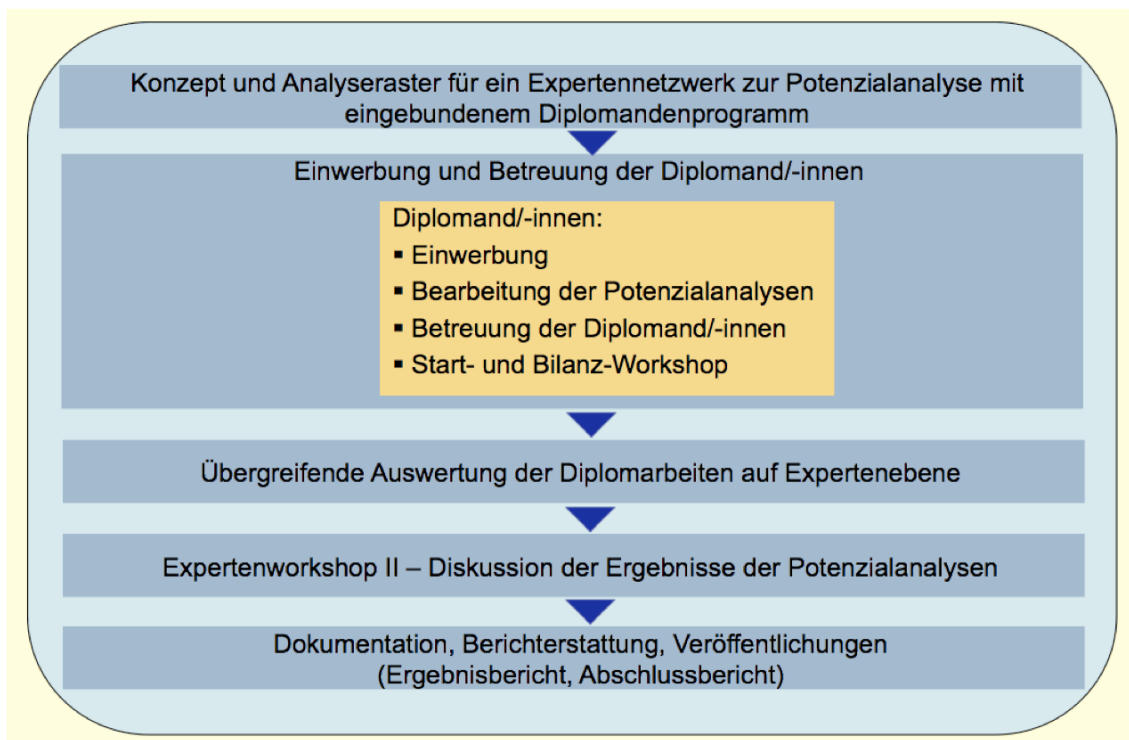 Konzept und Analyseraster für ein Expertennetzwerk zur Potenzialanalyse mit
eingebundenem Diplomandenprogramm
Einwerbung und Betreuung der Diplomand/-innen
Diplomand/-innen:
▪ Einwerbung
▪ Bearbeitung der Potenzialanalysen
▪ Betreuung der Diplomand/-innen
▪ Start- und Bilanz-Workshop
Übergreifende Auswertung der Diplomarbeiten auf Expertenebene
Expertenworkshop II – Diskussion der Ergebnisse der Potenzialanalysen
Dokumentation, Berichterstattung, Veröffentlichungen
(Ergebnisbericht, Abschlussbericht)